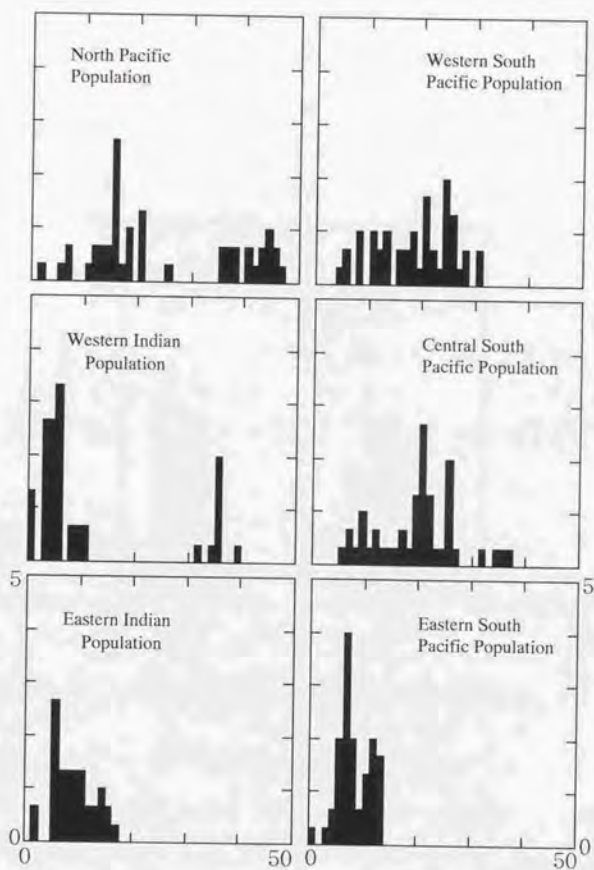 North Pacific
Population
Western South
Pacific Population
Western Indian
Population
Central South
Pacific Population
5
Eastern Indian
Population
Eastern South
Pacific Population
5
0
0
0
50
50